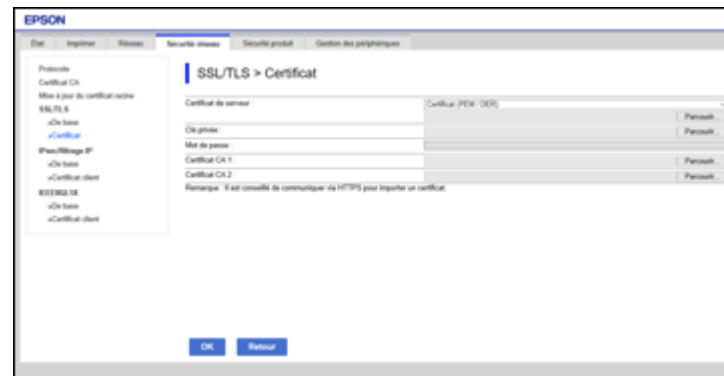 EPSON
État Imprimer Réseau Sécurité réseau Sécurité produit Gestion des périphériques
Protocole
Certificat CA
Mise à jour du certificat racine
SSL/TLS
»De base
»Certificat
IPsec/filtrage IP
»De base
»Certificat client
IEEE802.1X
»De base
»Certificat client
SSL/TLS > Certificat
Certificat de serveur : Certificat (PEM / DER)
Parcourir...
Clé privée : Parcourir...
Mot de passe :
Certificat CA 1 : Parcourir...
Certificat CA 2 : Parcourir...
Remarque : Il est conseillé de communiquer via HTTPS pour importer un certificat.
OK Retour